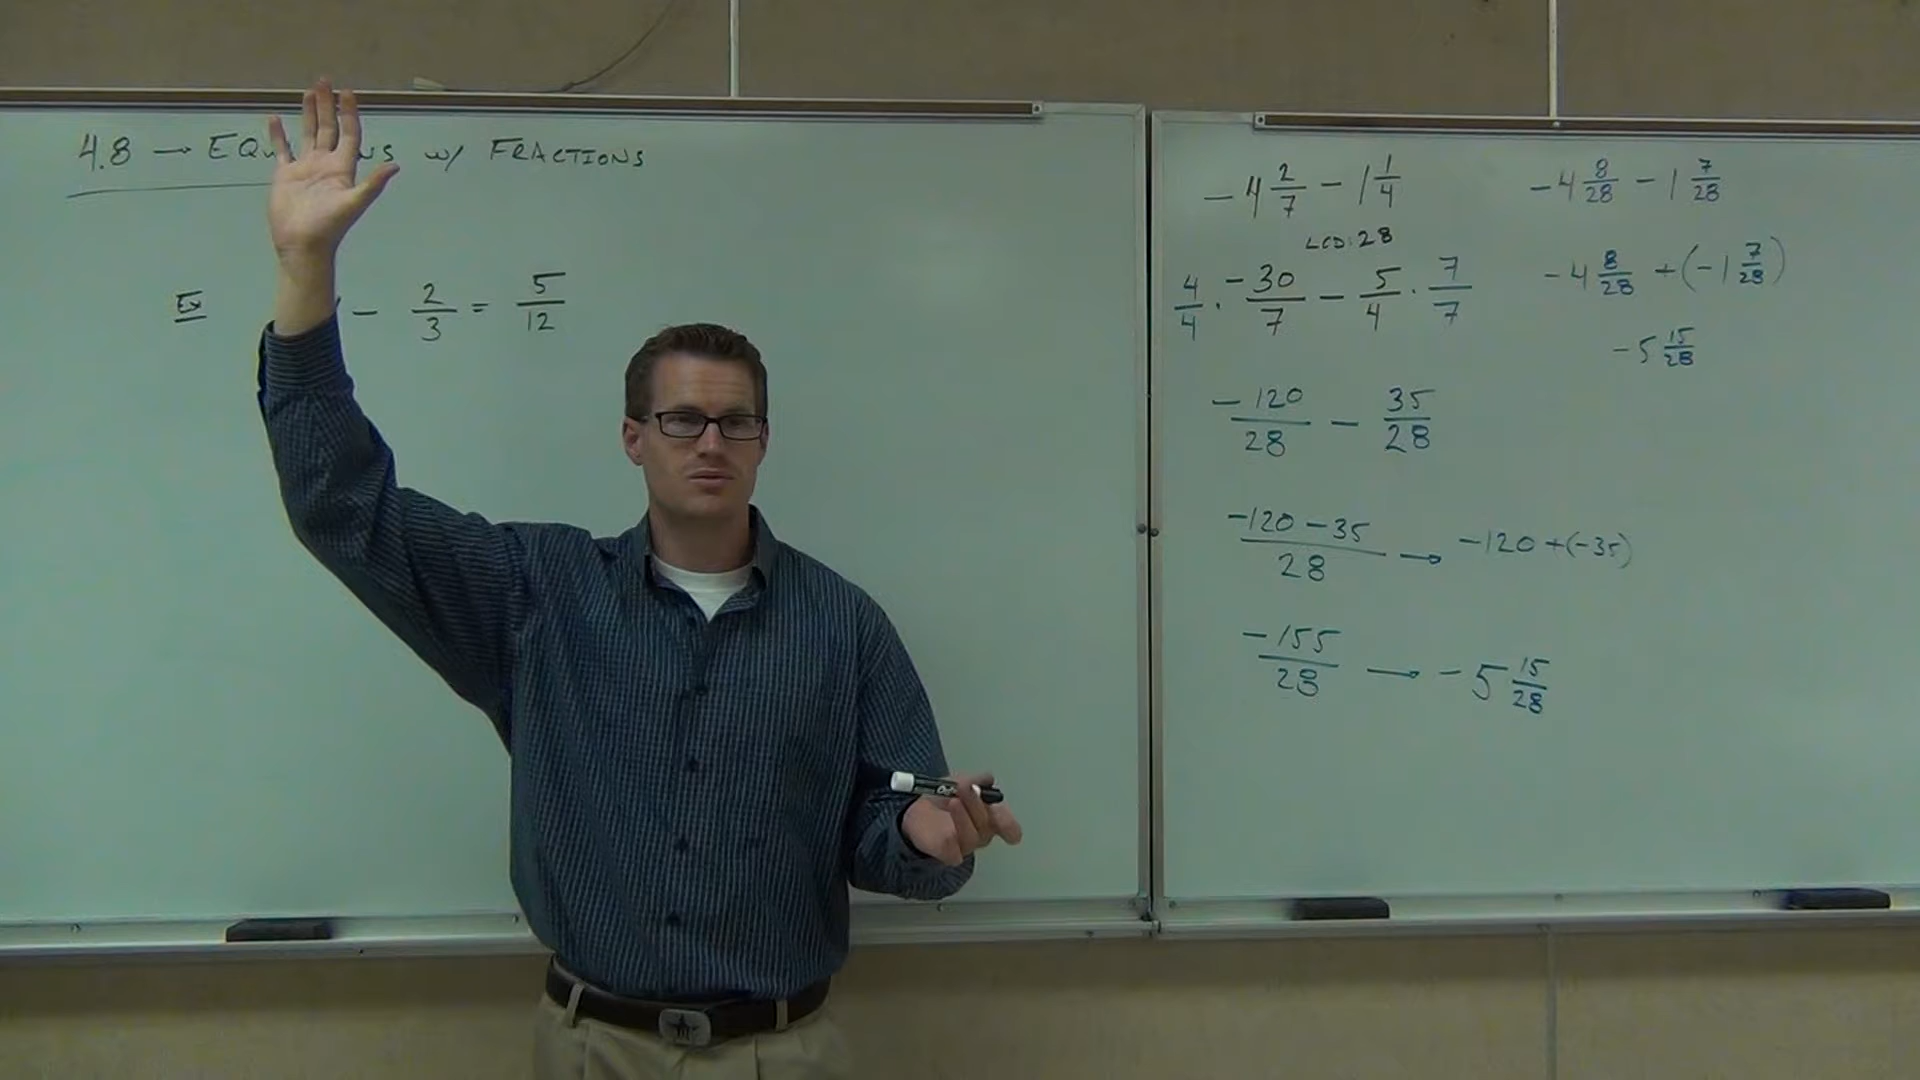 4.8 → EQU NS w/ FRACTIONS
Ex - 2/3 = 5/12
-4 2/7 - 1 1/4
LCD: 28
4/4 · -30/7 - 5/4 · 7/7
-120/28 - 35/28
-120 - 35/28 → -120 + (-35)
-155/28 → -5 15/28
-4 8/28 - 1 7/28
-4 8/28 + (-1 7/28)
-5 15/28